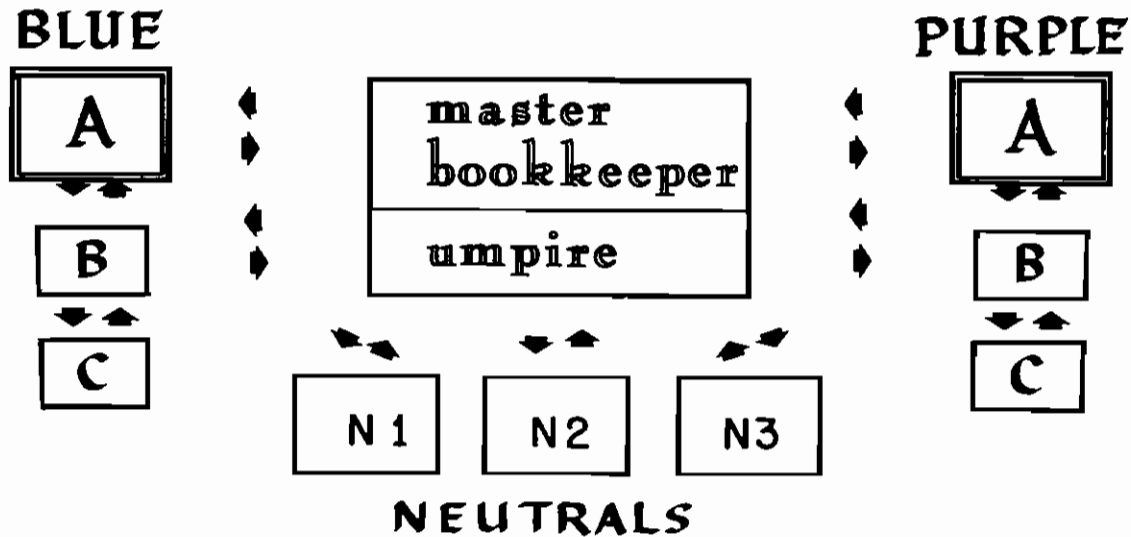 BLUE
PURPLE
A
master
bookkeeper
A
B
umpire
B
C
C
N1
N2
N3
NEUTRALS